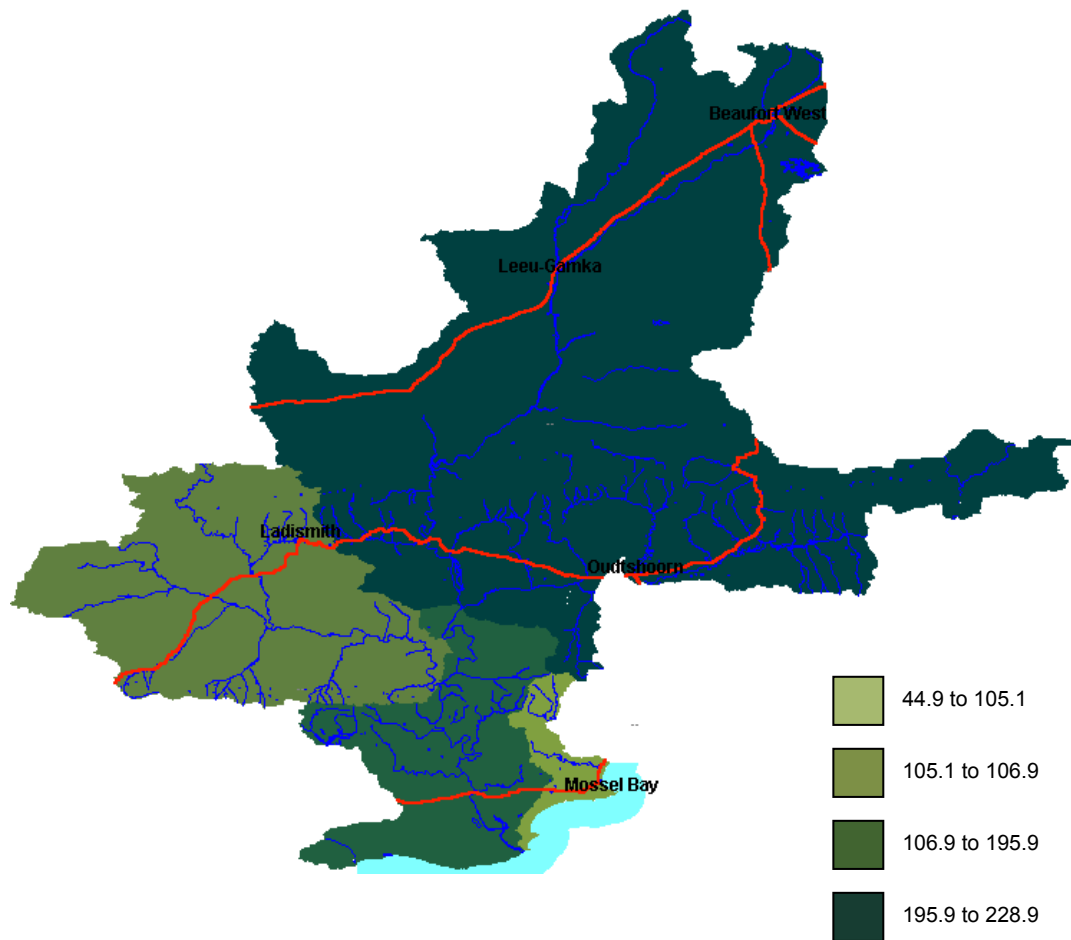 Beaufort West
Leeu-Gamka
Ladismith
Oudtshoorn
Mossel Bay
44.9 to 105.1
105.1 to 106.9
106.9 to 195.9
195.9 to 228.9